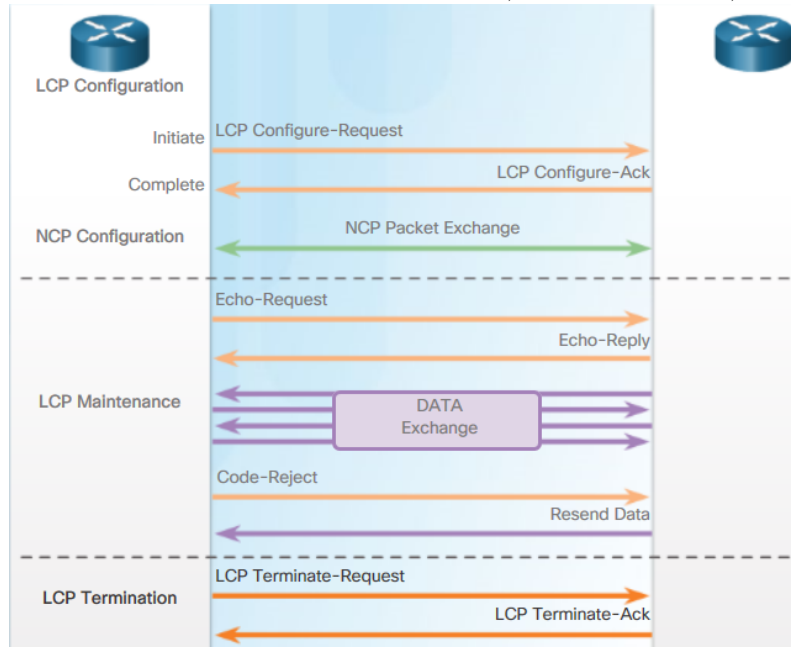 LCP Configuration
Initiate
LCP Configure-Request
LCP Configure-Ack
Complete
NCP Configuration
NCP Packet Exchange
Echo-Request
Echo-Reply
LCP Maintenance
DATA
Exchange
Code-Reject
Resend Data
LCP Terminate-Request
LCP Termination
LCP Terminate-Ack